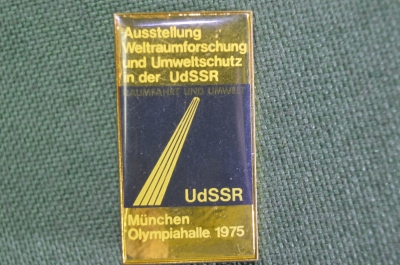 Ausstellung
Weltraumforschung
und Umweltschutz
in der UdSSR
RAUMFAHRT UND UMWELT
UdSSR
München
Olympiahalle 1975